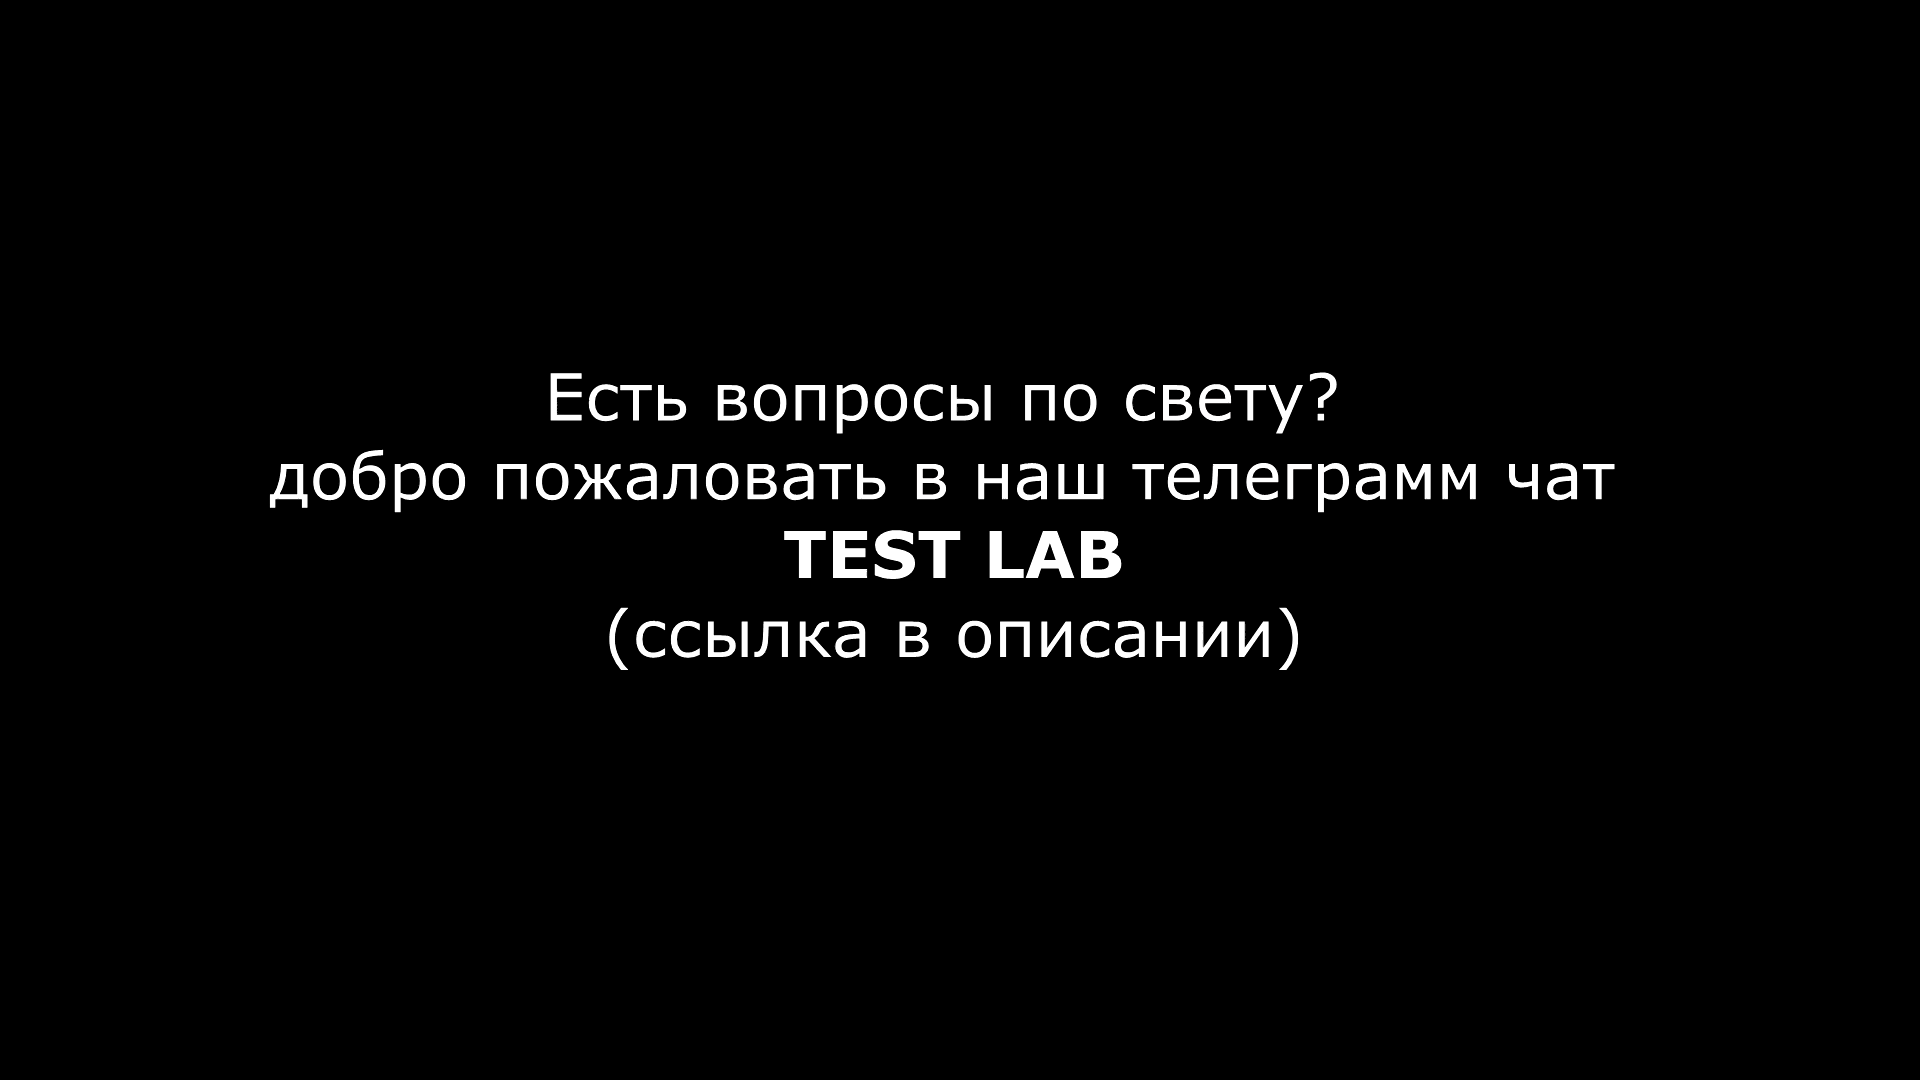 Есть вопросы по свету?
добро пожаловать в наш телеграмм чат
TEST LAB
(ссылка в описании)